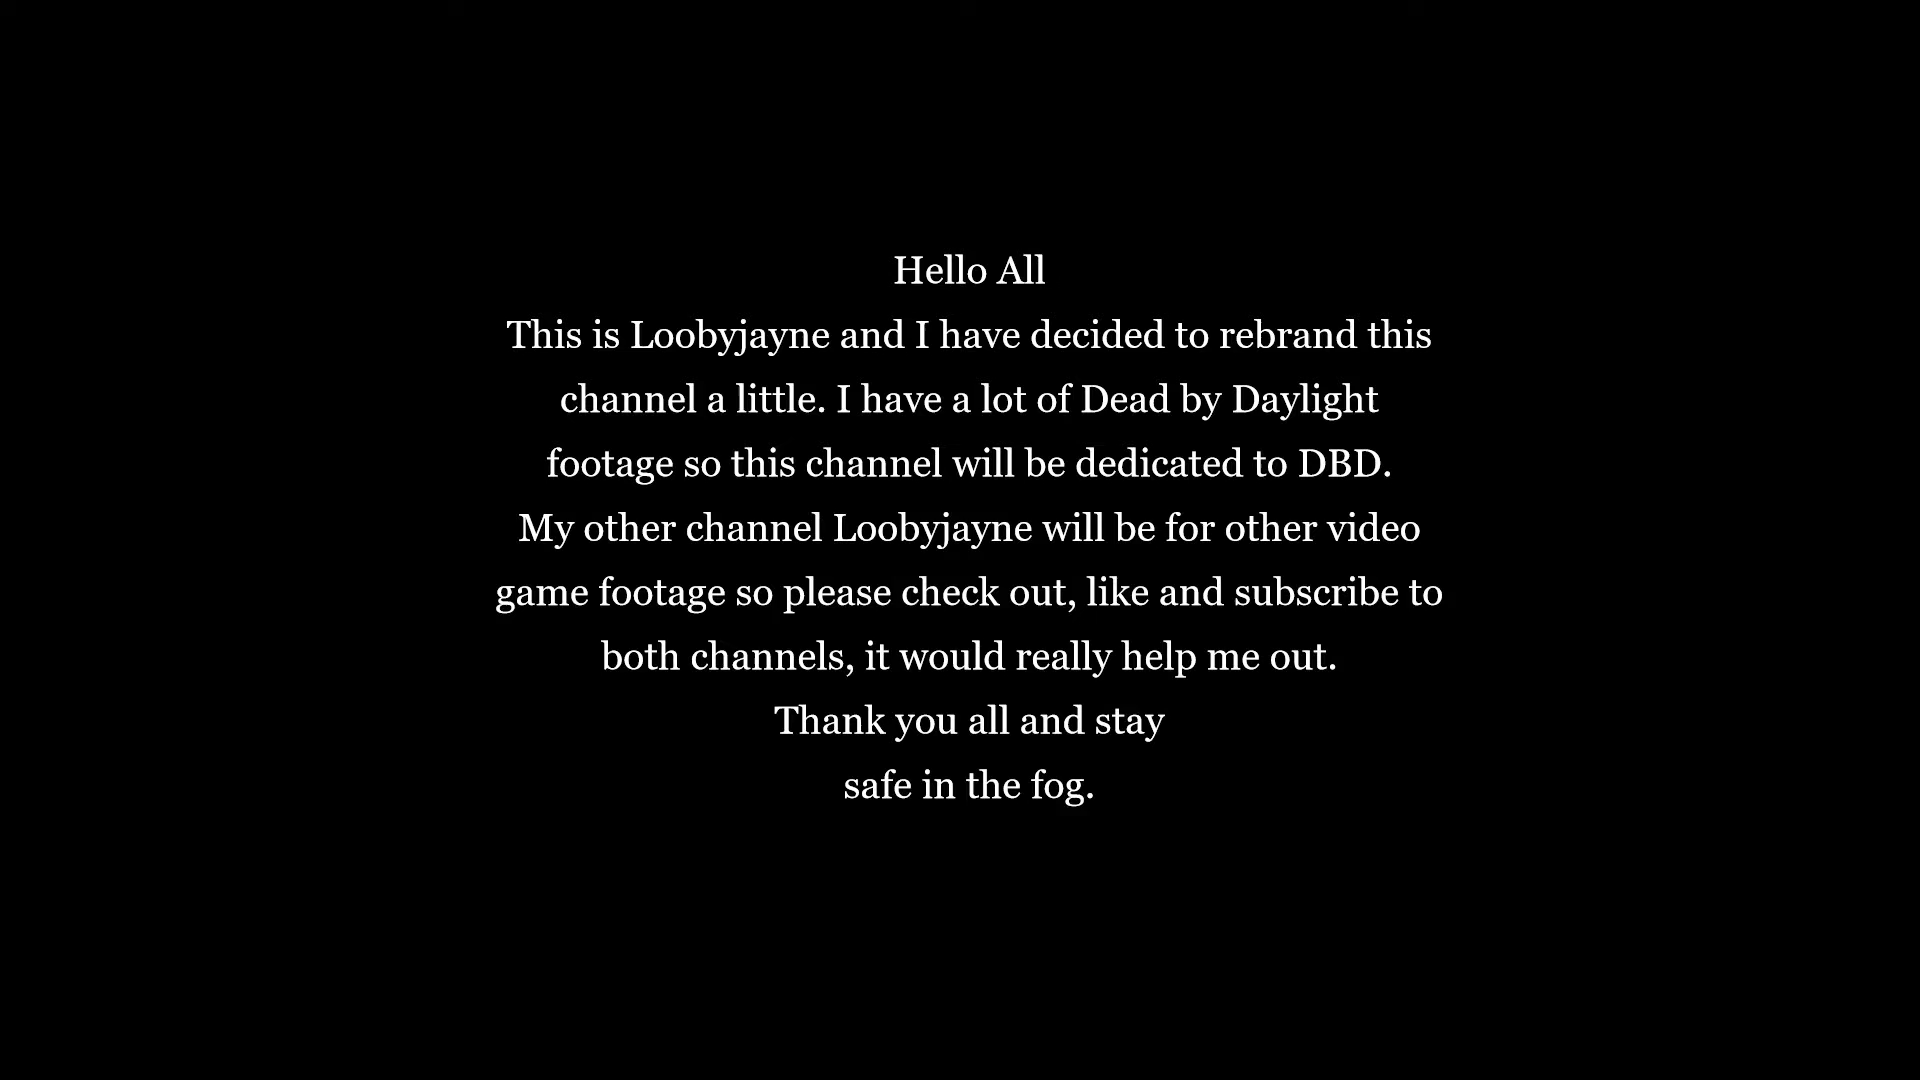 Hello All
This is Loobyjayne and I have decided to rebrand this
channel a little. I have a lot of Dead by Daylight
footage so this channel will be dedicated to DBD.
My other channel Loobyjayne will be for other video
game footage so please check out, like and subscribe to
both channels, it would really help me out.
Thank you all and stay
safe in the fog.